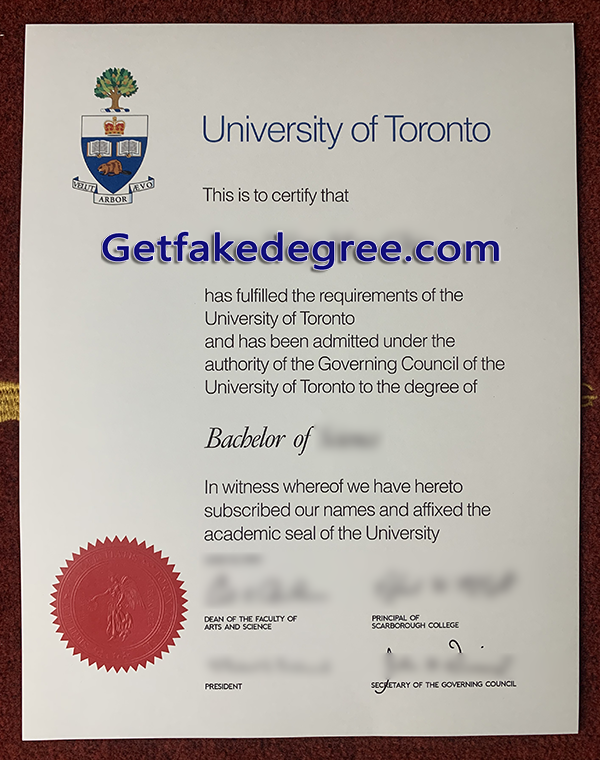 University of Toronto
VELUT ARBOR ÆVO
This is to certify that
Getfakedegree.com
has fulfilled the requirements of the
University of Toronto
and has been admitted under the
authority of the Governing Council of the
University of Toronto to the degree of
Bachelor of
In witness whereof we have hereto
subscribed our names and affixed the
academic seal of the University
DEAN OF THE FACULTY OF
ARTS AND SCIENCE
PRINCIPAL OF
SCARBOROUGH COLLEGE
PRESIDENT
SECRETARY OF THE GOVERNING COUNCIL